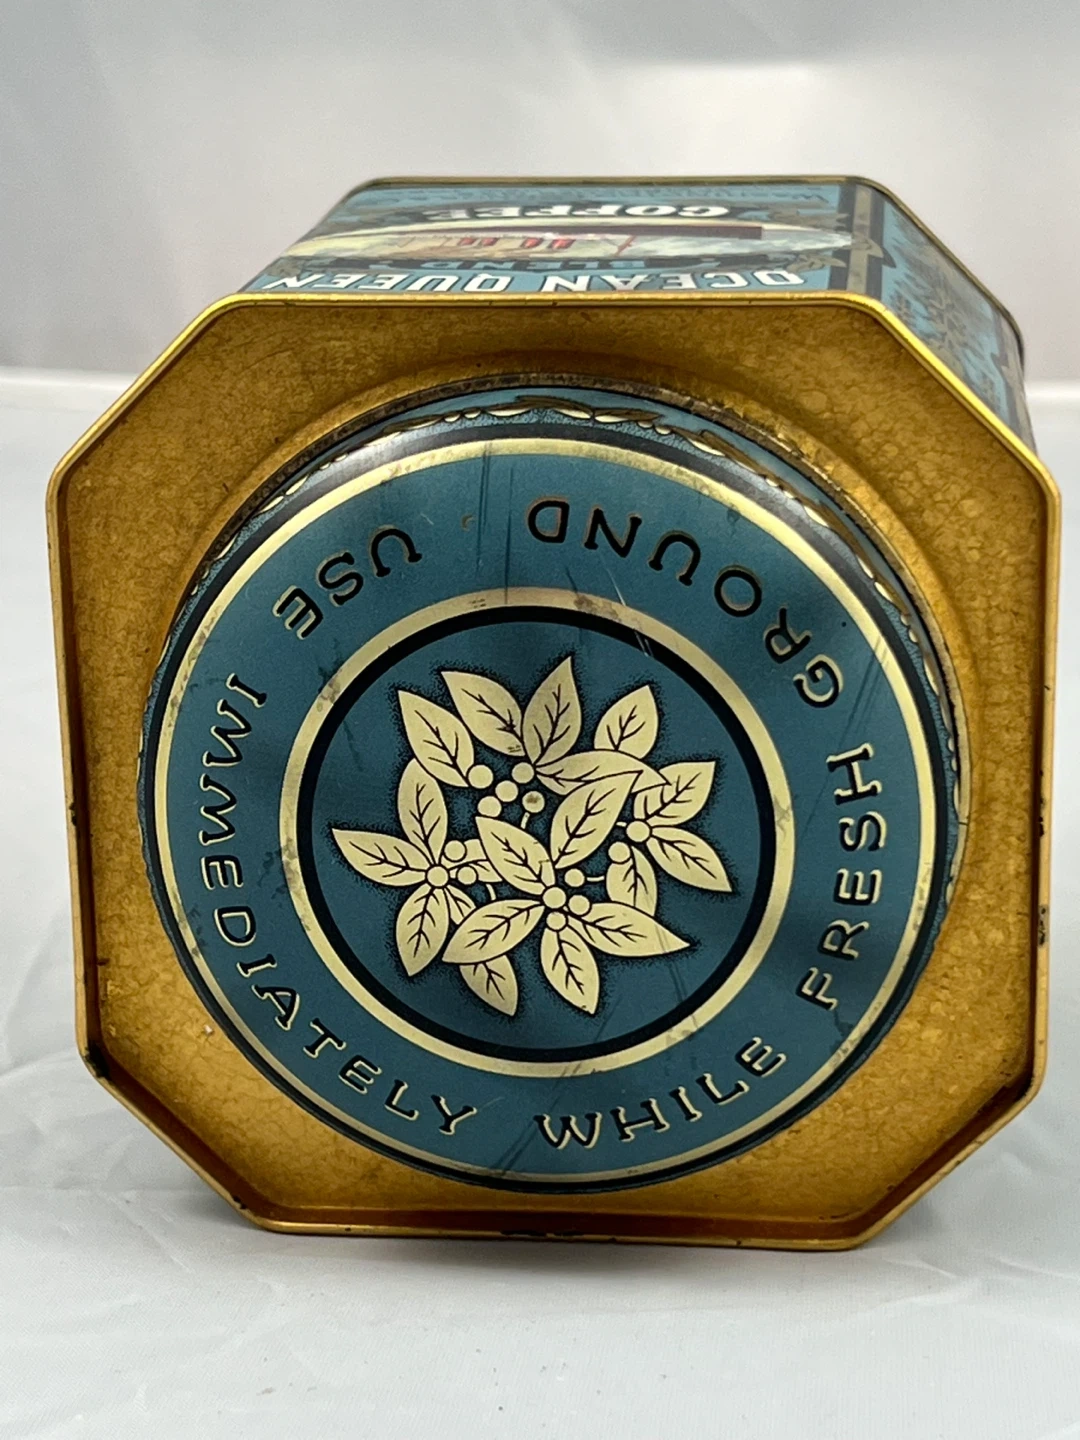 USE IMMEDIATELY WHILE FRESH GROUND
OCEAN QUEEN
BLEND
COFFEE